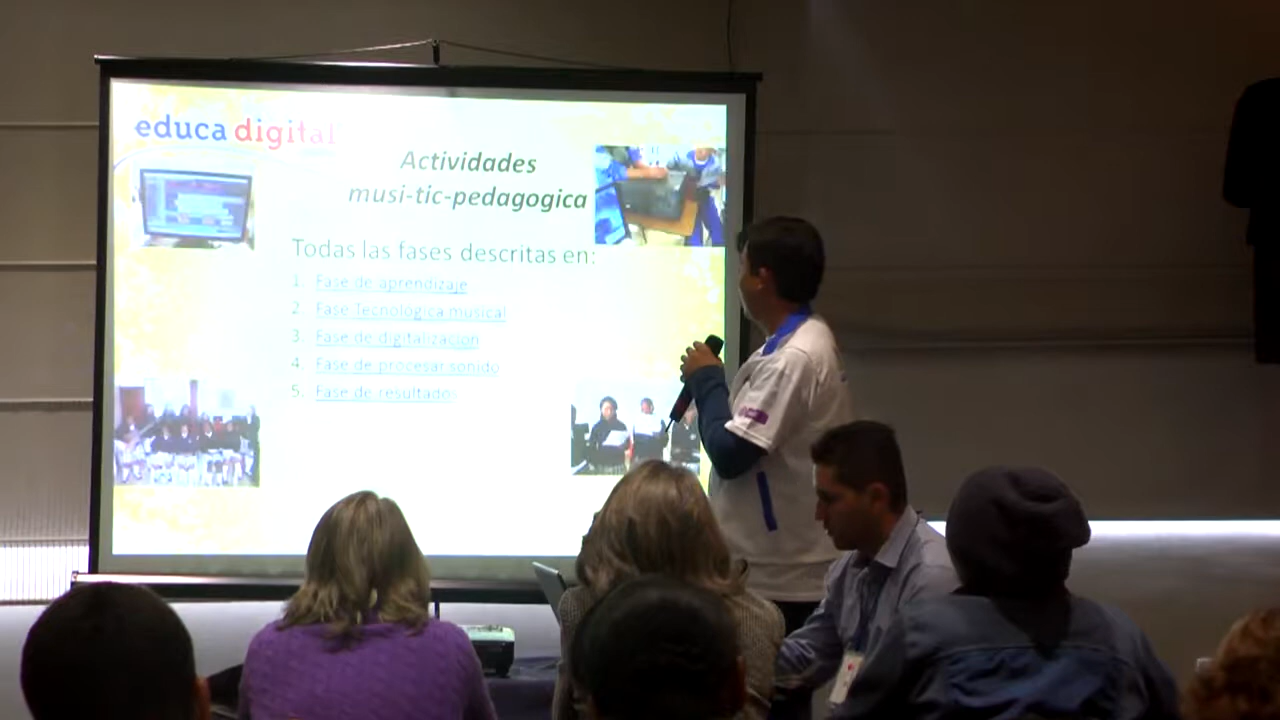 educa digital
Actividades
musi-tic-pedagogica
Todas las fases descritas en:
1. Fase de aprendizaje
2. Fase Tecnologica musical
3. Fase de digitalizacion
4. Fase de procesar sonido
5. Fase de resultados